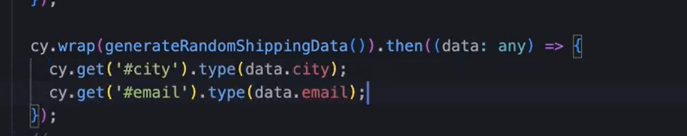 });
cy.wrap(generateRandomShippingData()).then((data: any) => {
cy.get('#city').type(data.city);
cy.get('#email').type(data.email);
});